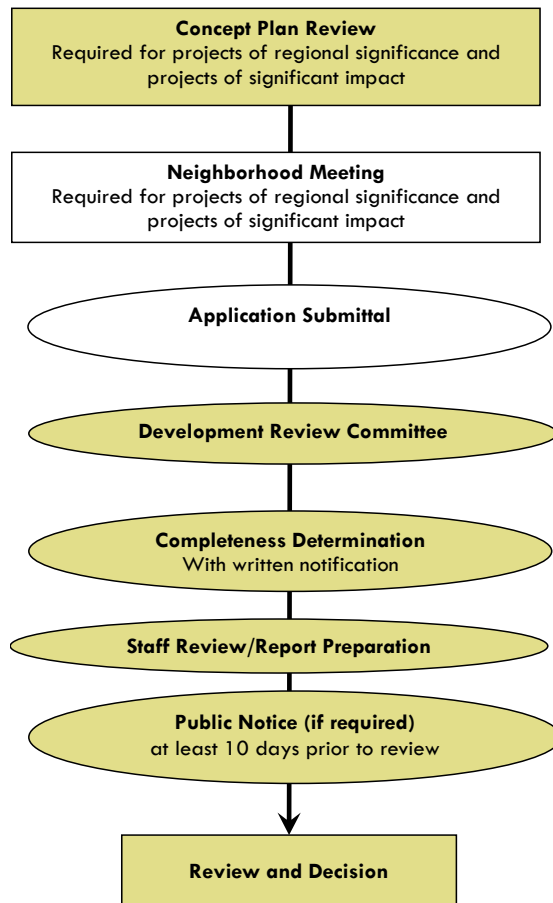 Concept Plan Review
Required for projects of regional significance and
projects of significant impact
Neighborhood Meeting
Required for projects of regional significance and
projects of significant impact
Application Submittal
Development Review Committee
Completeness Determination
With written notification
Staff Review/Report Preparation
Public Notice (if required)
at least 10 days prior to review
Review and Decision